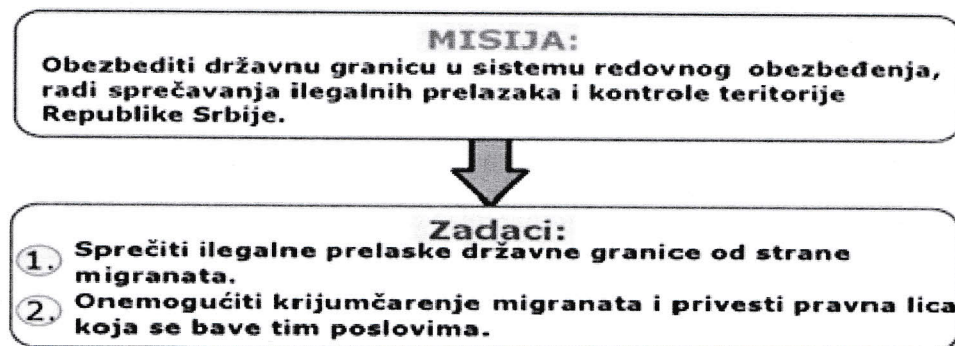 MISIJA:
Obezbediti državnu granicu u sistemu redovnog obezbeđenja,
radi sprečavanja ilegalnih prelazaka i kontrole teritorije
Republike Srbije.
Zadaci:
1. Sprečiti ilegalne prelaske državne granice od strane
migranata.
2. Onemogućiti krijumčarenje migranata i privesti pravna lica
koja se bave tim poslovima.